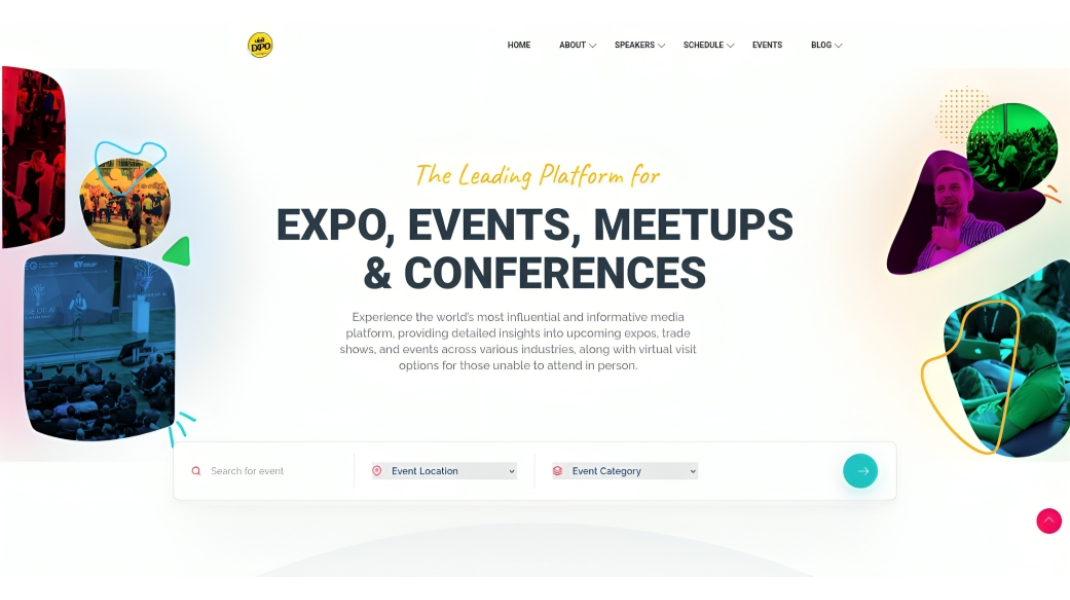 visit
EXPO
HOME
ABOUT
SPEAKERS
SCHEDULE
EVENTS
BLOG
The Leading Platform for
EXPO, EVENTS, MEETUPS
& CONFERENCES
Experience the world's most influential and informative media
platform, providing detailed insights into upcoming expos, trade
shows, and events across various industries, along with virtual visit
options for those unable to attend in person.
Search for event
Event Location
Event Category
EY